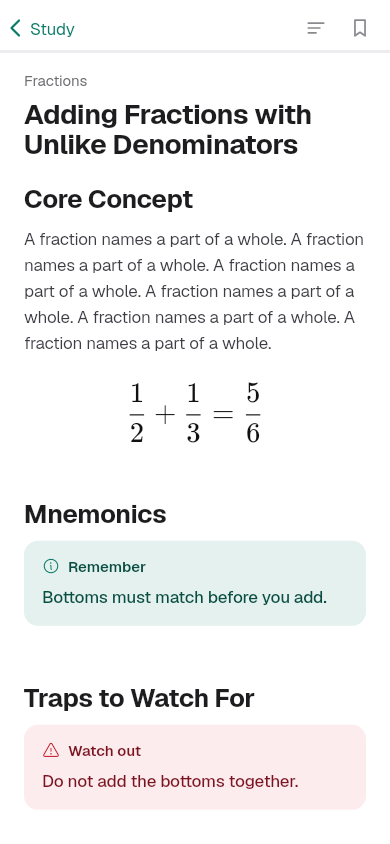 Study
Fractions
Adding Fractions with
Unlike Denominators
Core Concept
A fraction names a part of a whole. A fraction
names a part of a whole. A fraction names a
part of a whole. A fraction names a part of a
whole. A fraction names a part of a whole. A
fraction names a part of a whole.
1/2 + 1/3 = 5/6
Mnemonics
Remember
Bottoms must match before you add.
Traps to Watch For
Watch out
Do not add the bottoms together.